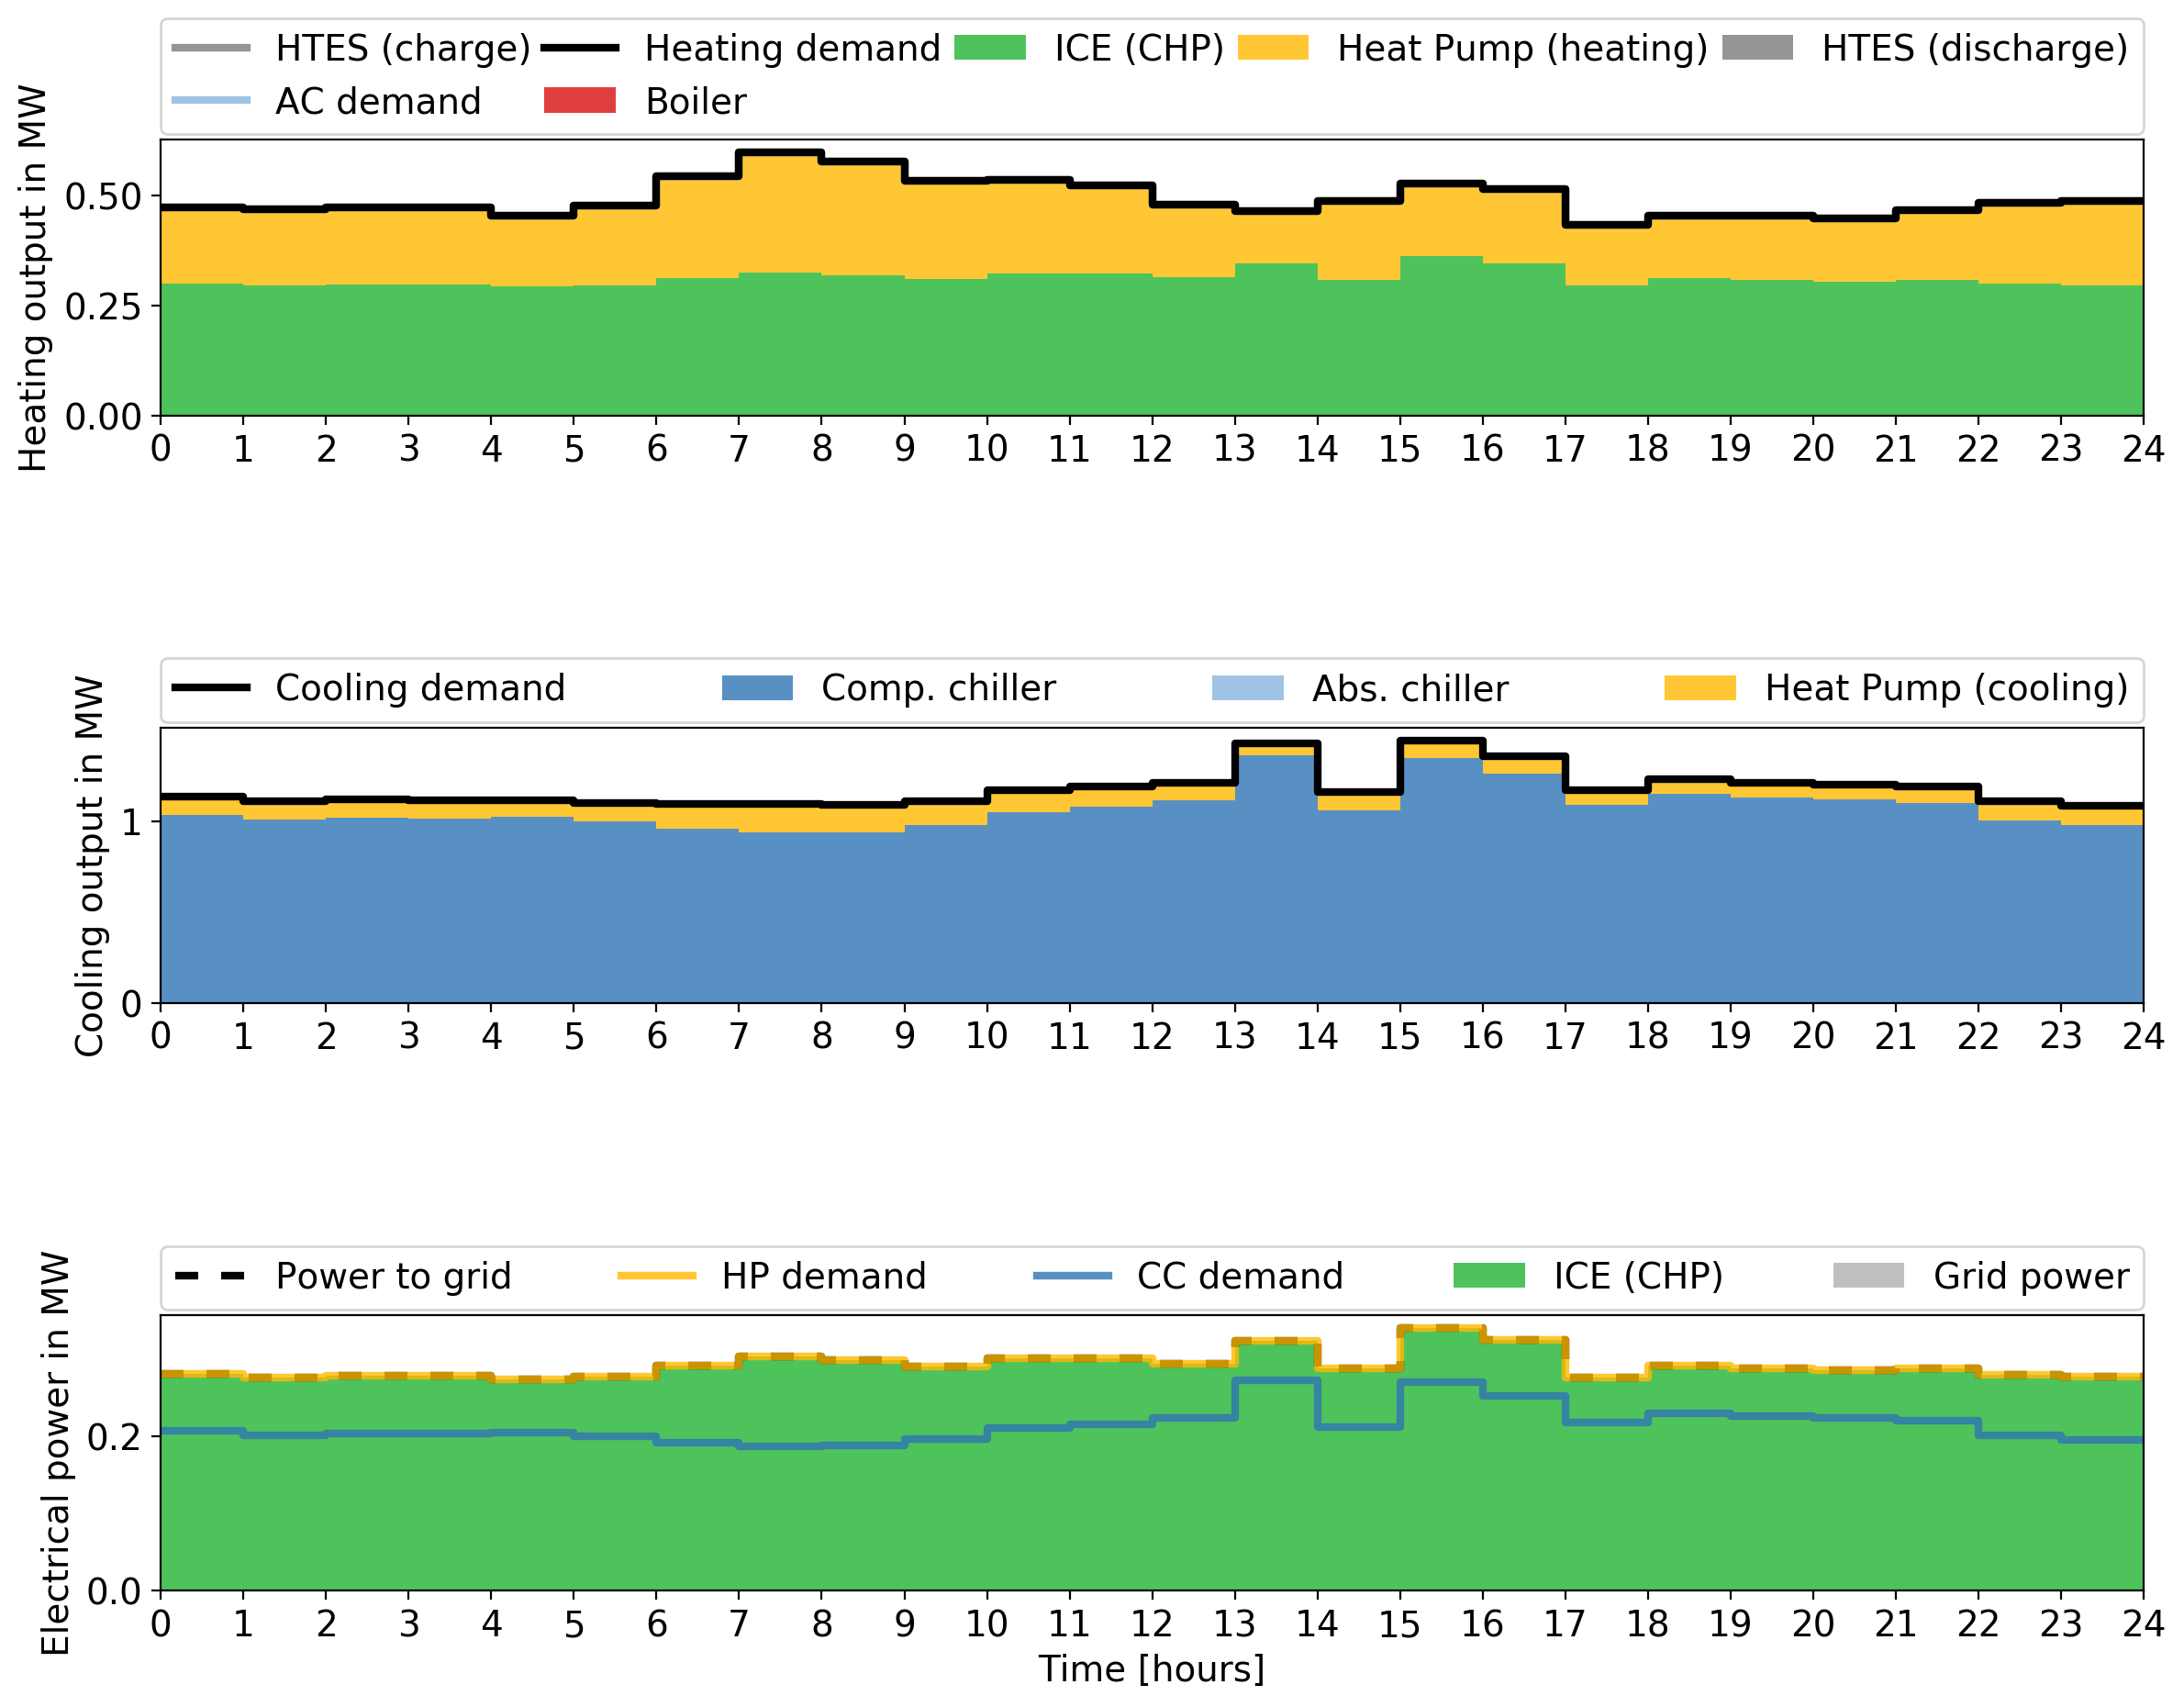 HTES (charge) Heating demand ICE (CHP) Heat Pump (heating) HTES (discharge)
AC demand Boiler
Heating output in MW
0.50
0.25
0.00
0 1 2 3 4 5 6 7 8 9 10 11 12 13 14 15 16 17 18 19 20 21 22 23 24
Cooling demand Comp. chiller Abs. chiller Heat Pump (cooling)
Cooling output in MW
1
0
0 1 2 3 4 5 6 7 8 9 10 11 12 13 14 15 16 17 18 19 20 21 22 23 24
Power to grid HP demand CC demand ICE (CHP) Grid power
Electrical power in MW
0.2
0.0
0 1 2 3 4 5 6 7 8 9 10 11 12 13 14 15 16 17 18 19 20 21 22 23 24
Time [hours]